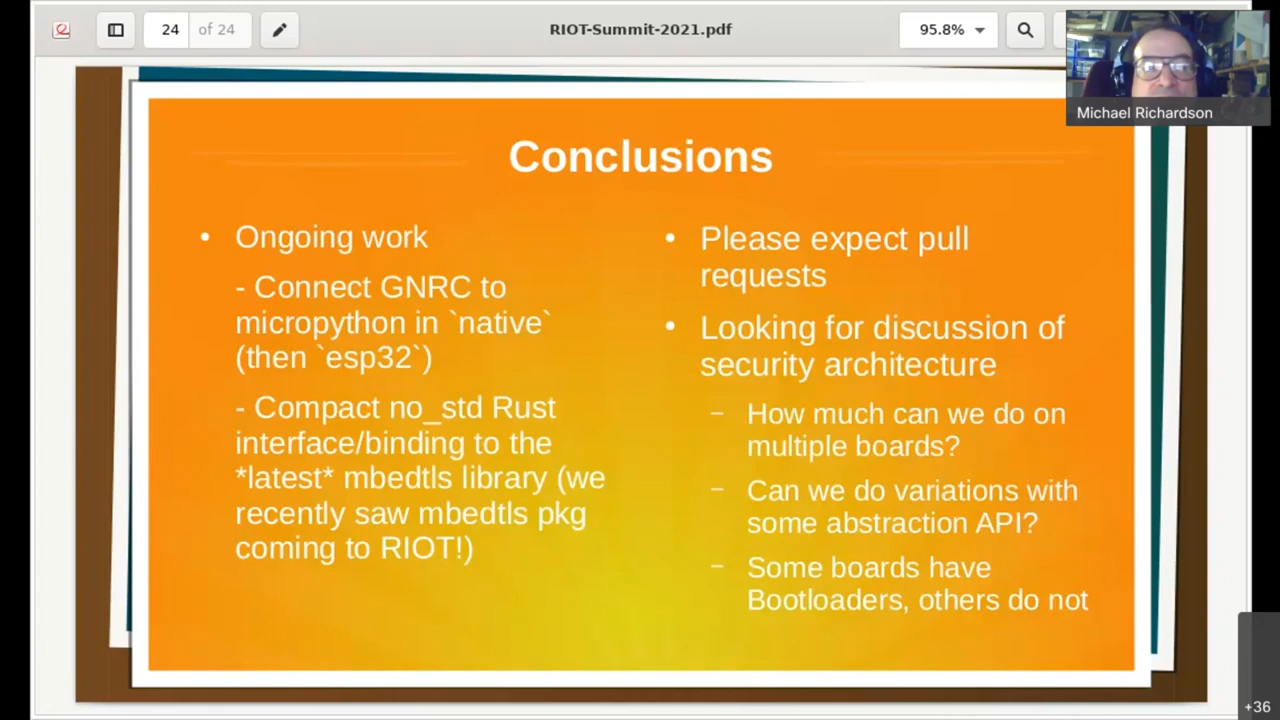 24 of 24
RIOT-Summit-2021.pdf
95.8%
Michael Richardson
Conclusions
• Ongoing work
- Connect GNRC to
micropython in `native`
(then `esp32`)
- Compact no_std Rust
interface/binding to the
*latest* mbedtls library (we
recently saw mbedtls pkg
coming to RIOT!)
• Please expect pull
requests
• Looking for discussion of
security architecture
– How much can we do on
multiple boards?
– Can we do variations with
some abstraction API?
– Some boards have
Bootloaders, others do not
+36